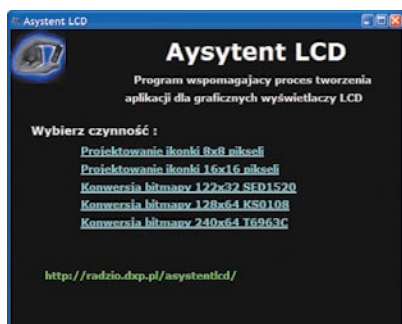 Asystent LCD
Aysytent LCD
Program wspomagajacy proces tworzenia
aplikacji dla graficznych wyświetlaczy LCD
Wybierz czynność :
Projektowanie ikonki 8x8 pikseli
Projektowanie ikonki 16x16 pikseli
Konwersja bitmapy 122x32 SED1520
Konwersja bitmapy 128x64 KS0108
Konwersja bitmapy 240x64 T6963C
http://radzio.dxp.pl/asystentlcd/